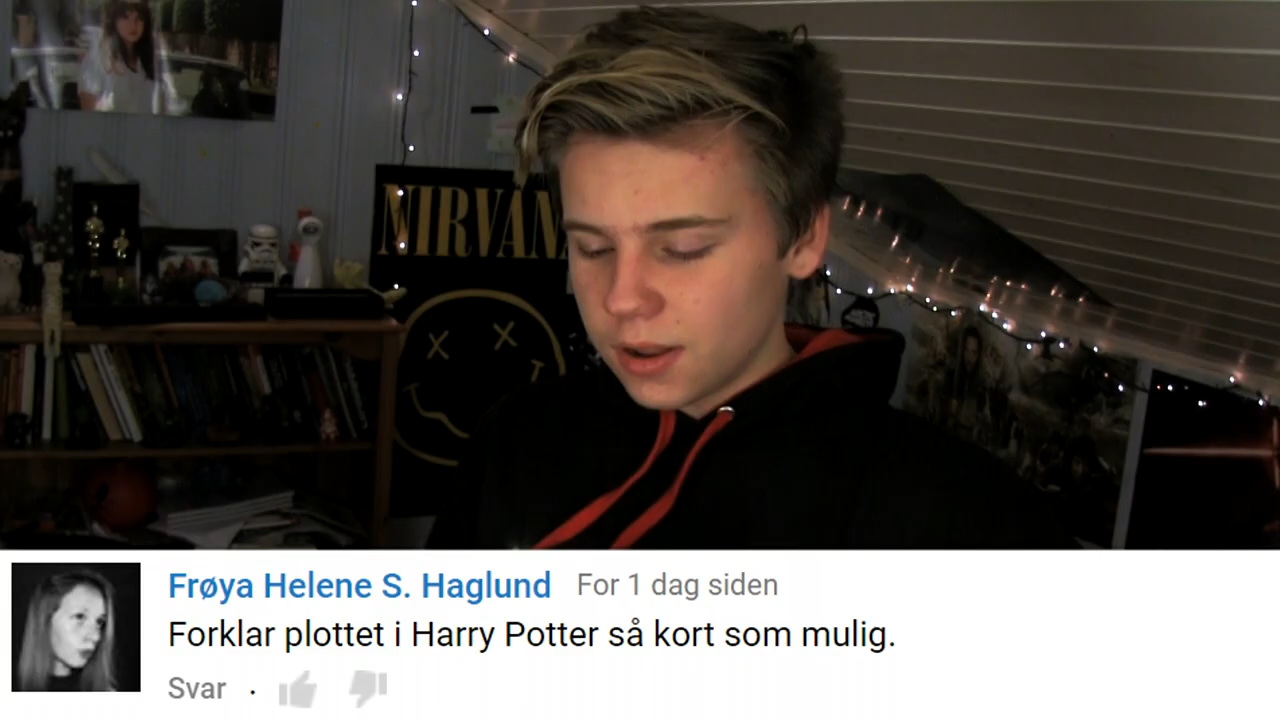 NIRVAN
Frøya Helene S. Haglund For 1 dag siden
Forklar plottet i Harry Potter så kort som mulig.
Svar ·